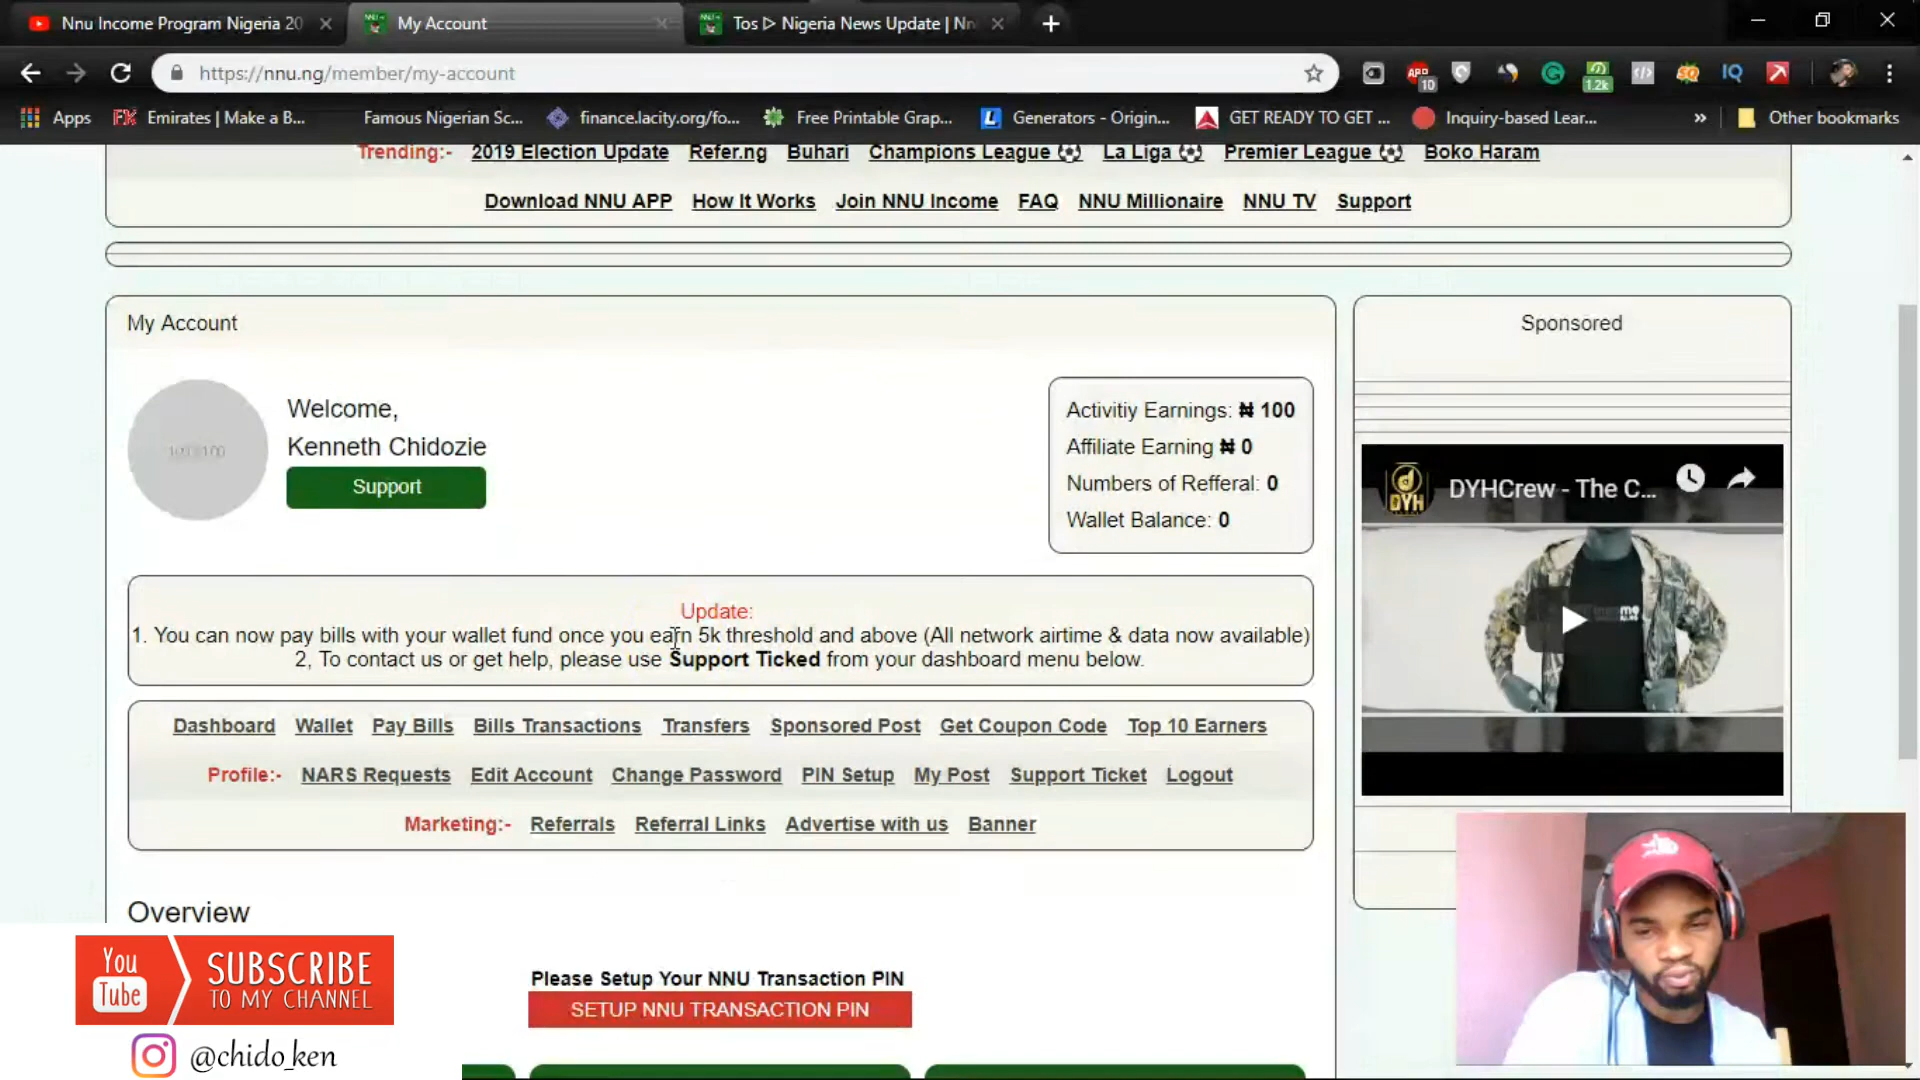 Nnu Income Program Nigeria 20
My Account
Tos ᐅ Nigeria News Update | Nn
https://nnu.ng/member/my-account
ABP
10
1.2k
IQ
Apps
Emirates | Make a B...
Famous Nigerian Sc...
finance.lacity.org/fo...
Free Printable Grap...
Generators - Origin...
GET READY TO GET ...
Inquiry-based Lear...
»
Other bookmarks
Trending:- 2019 Election Update Refer.ng Buhari Champions League ⚽ La Liga ⚽ Premier League ⚽ Boko Haram
Download NNU APP How It Works Join NNU Income FAQ NNU Millionaire NNU TV Support
My Account
Welcome,
Kenneth Chidozie
Support
Activitiy Earnings: ₦ 100
Affiliate Earning ₦ 0
Numbers of Refferal: 0
Wallet Balance: 0
Sponsored
DYHCrew - The C...
DYH
Update:
1. You can now pay bills with your wallet fund once you earn 5k threshold and above (All network airtime & data now available)
2, To contact us or get help, please use Support Ticked from your dashboard menu below.
Dashboard Wallet Pay Bills Bills Transactions Transfers Sponsored Post Get Coupon Code Top 10 Earners
Profile:- NARS Requests Edit Account Change Password PIN Setup My Post Support Ticket Logout
Marketing:- Referrals Referral Links Advertise with us Banner
Overview
Please Setup Your NNU Transaction PIN
SETUP NNU TRANSACTION PIN
You
Tube
SUBSCRIBE
TO MY CHANNEL
@chido_ken